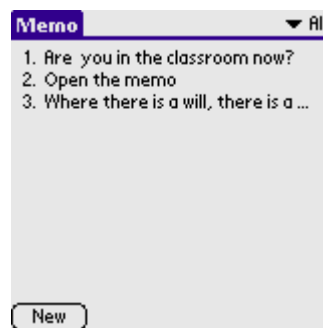 Memo Al
1. Are you in the classroom now?
2. Open the memo
3. Where there is a will, there is a ...
New